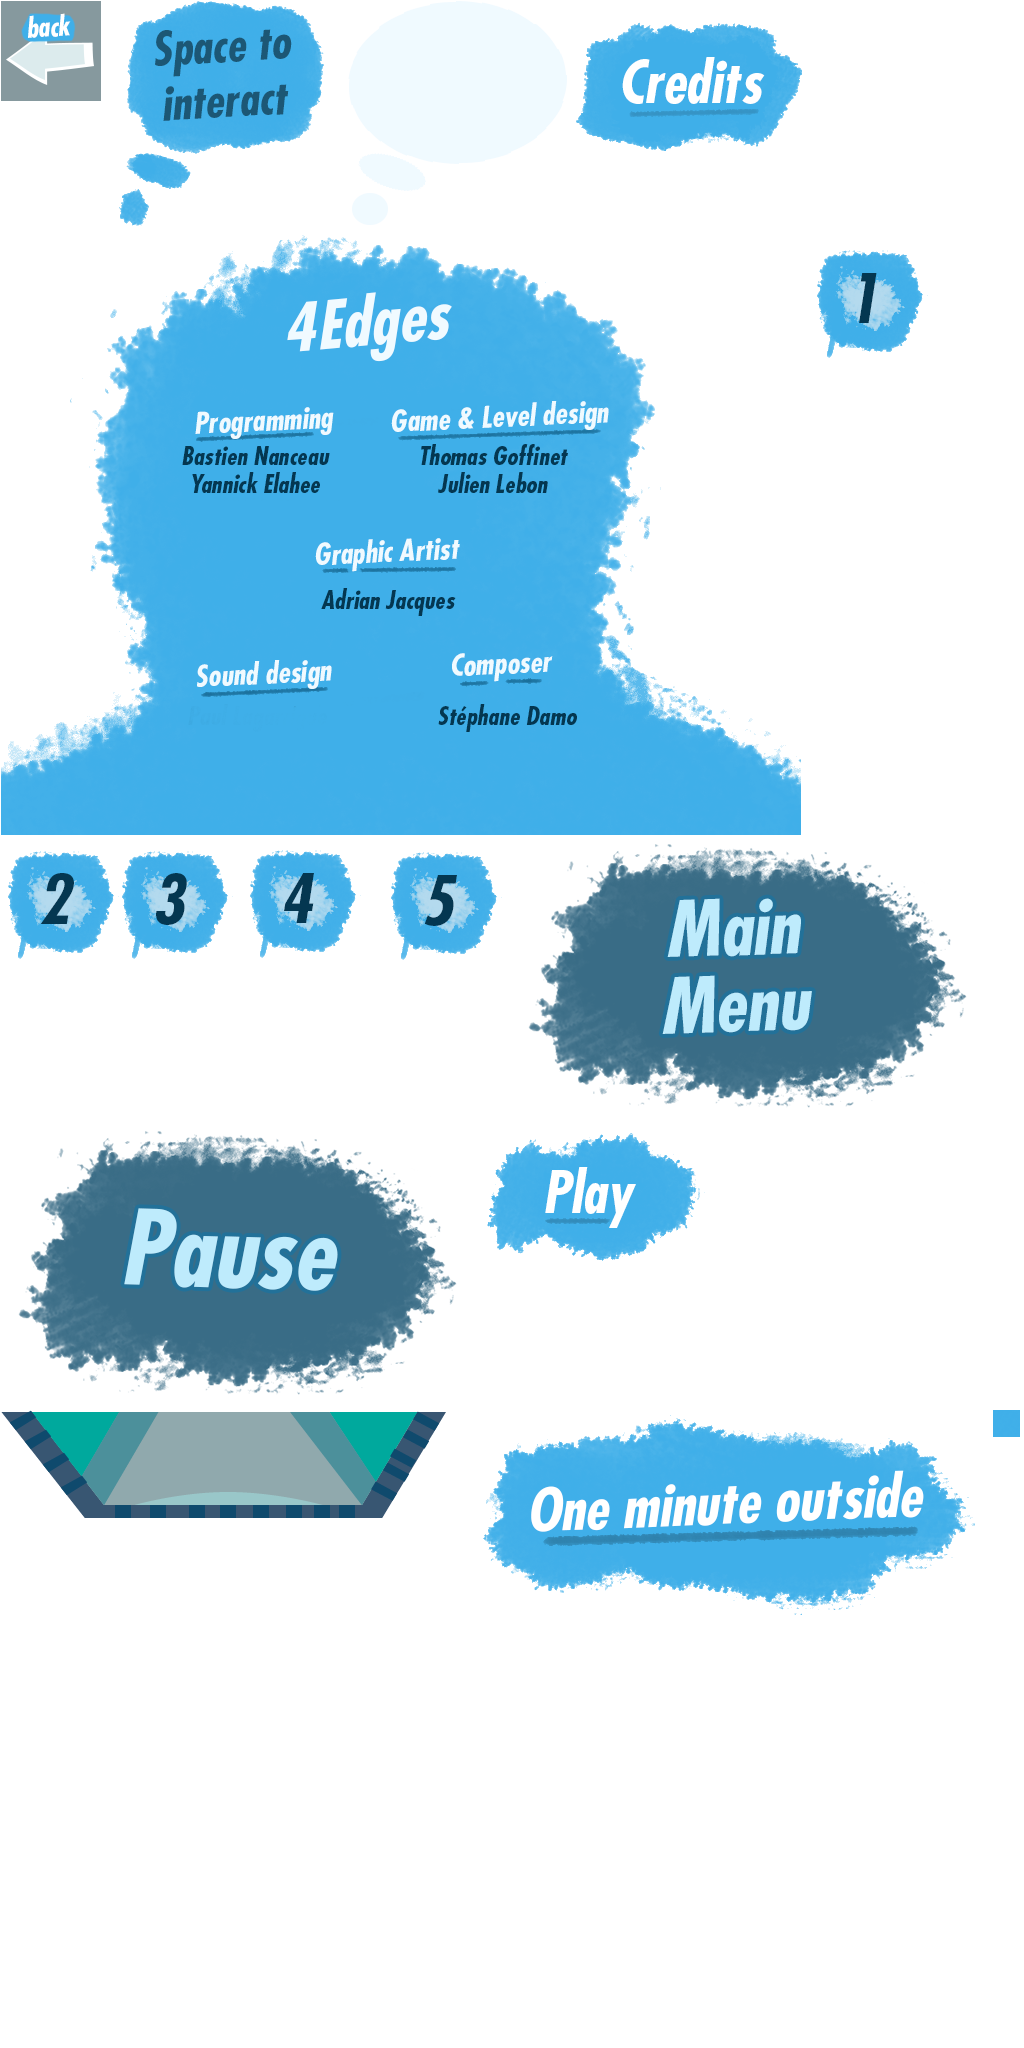 back
Space to
interact
Credits
4Edges
1
Programming
Bastien Nanceau
Yannick Elahee
Game & Level design
Thomas Goffinet
Julien Lebon
Graphic Artist
Adrian Jacques
Sound design
Composer
Stéphane Damo
2
3
4
5
Main
Menu
Pause
Play
One minute outside